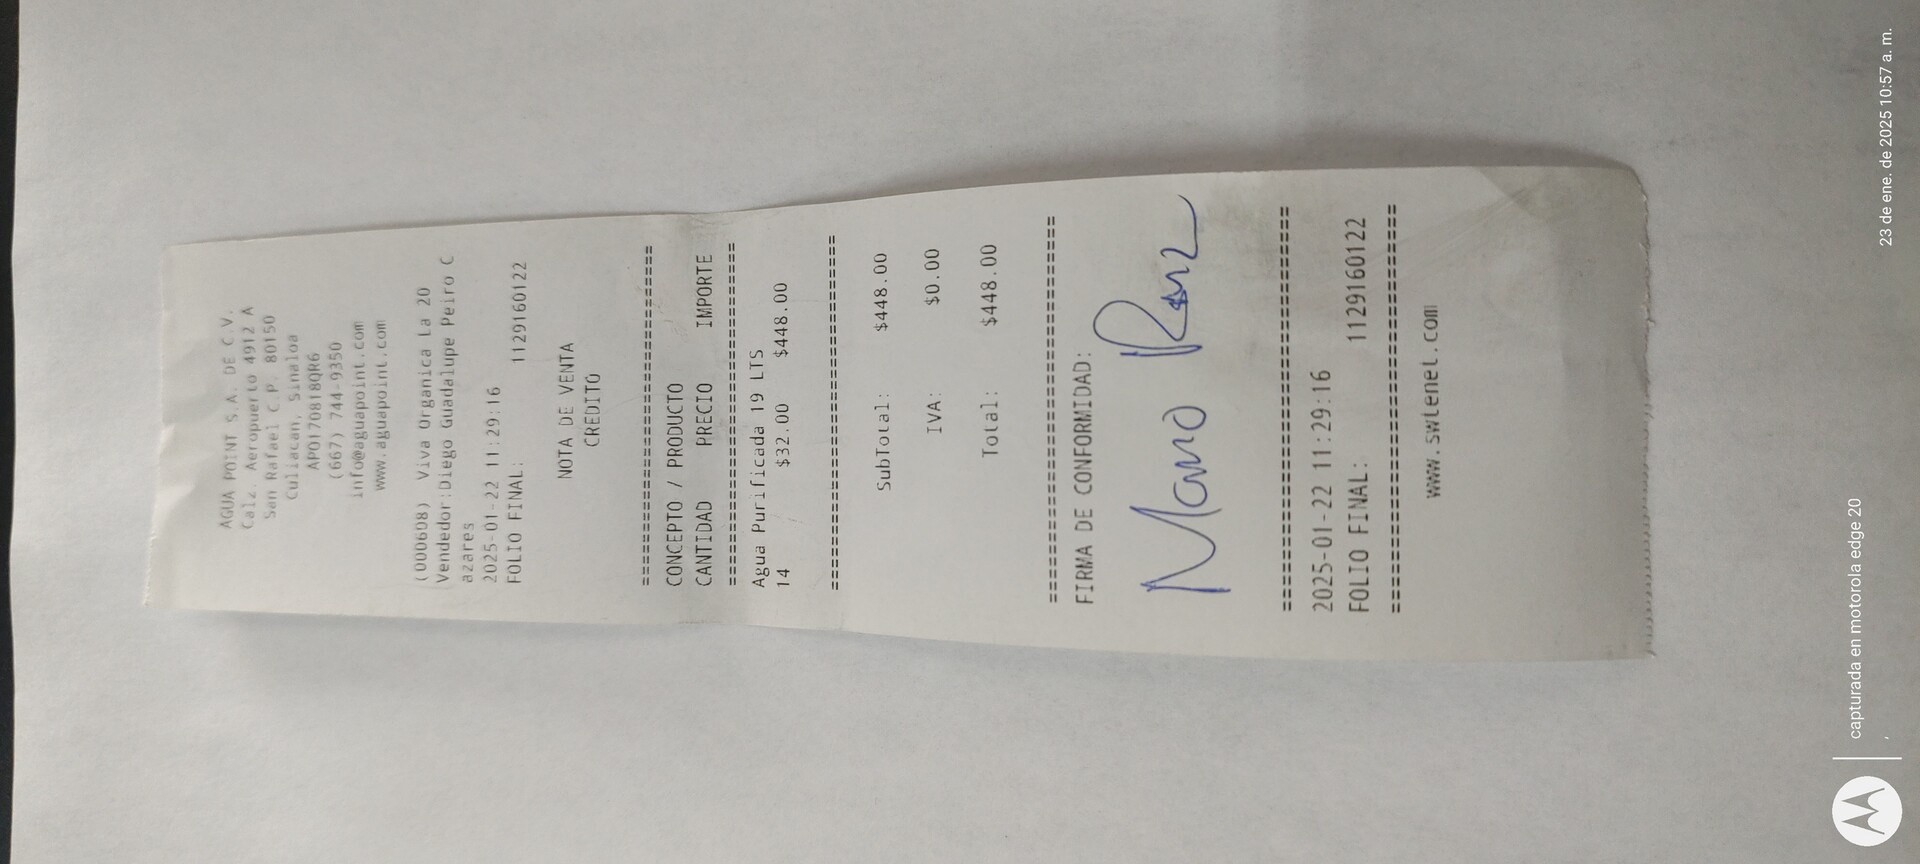 AGUA POINT S.A. DE C.V.
Calz. Aeropuerto 4912 A
San Rafael C.P. 80150
Culiacan, Sinaloa
APO170818QR6
(667) 744-9350
info@aguapoint.com
www.aguapoint.com
(000608) Viva Organica La 20
Vendedor:Diego Guadalupe Peiro C
azares
2025-01-22 11:29:16
FOLIO FINAL: 1129160122
NOTA DE VENTA
CREDITO
================================
CONCEPTO / PRODUCTO
CANTIDAD PRECIO IMPORTE
================================
Agua Purificada 19 LTS
14 $32.00 $448.00
================================
SubTotal: $448.00
IVA: $0.00
Total: $448.00
================================
FIRMA DE CONFORMIDAD:
================================
2025-01-22 11:29:16
FOLIO FINAL: 1129160122
================================
www.swtenet.com
capturada en motorola edge 20
23 de ene. de 2025 10:57 a. m.